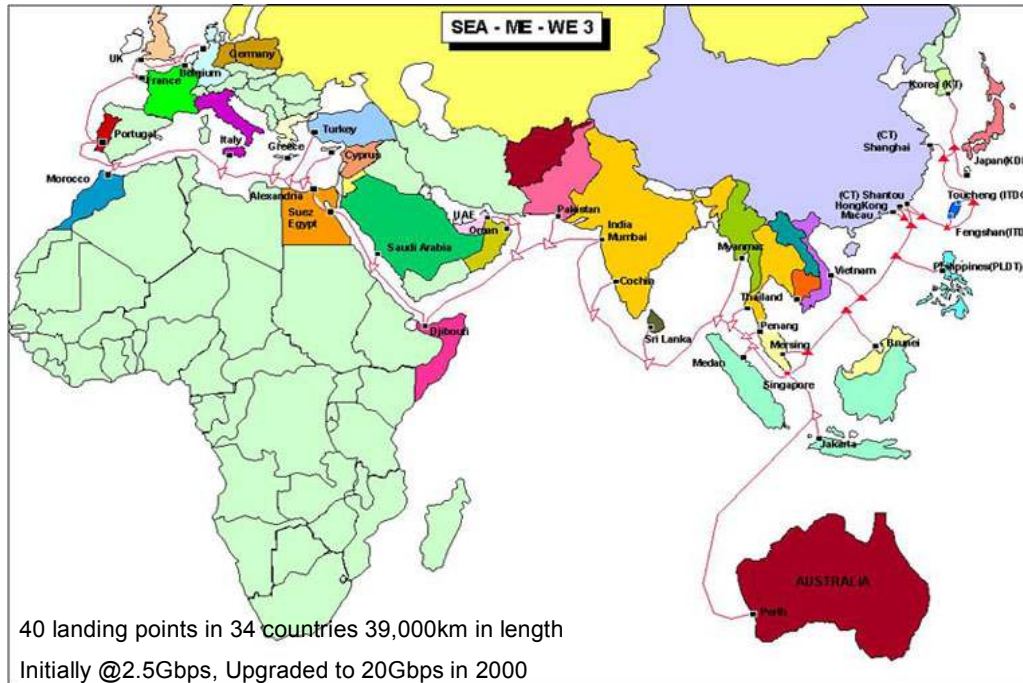 SEA - ME - WE 3
UK
Germany
Belgium
France
Portugal
Italy
Greece
Turkey
Cyprus
Morocco
Alexandria
Suez
Egypt
Saudi Arabia
UAE
Oman
Pakistan
India
Mumbai
Cochin
Sri Lanka
Djibouti
Myanmar
Thailand
Vietnam
Penang
Mersing
Medan
Singapore
Brunei
Jakarta
Korea (KT)
(CT)
Shanghai
Japan(KDD
(CT) Shantou
HongKong
Macau
Toucheng (ITDC
Fengshan(ITD
Philippines(PLDT)
AUSTRALIA
Perth
40 landing points in 34 countries 39,000km in length
Initially @2.5Gbps, Upgraded to 20Gbps in 2000